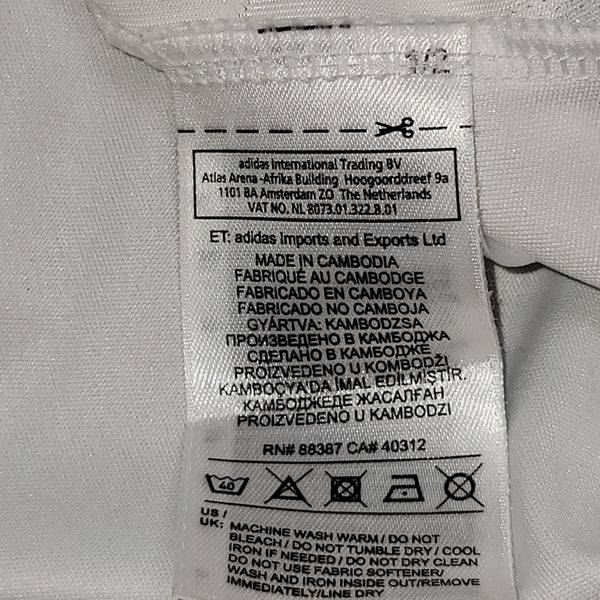 1/2
adidas International Trading BV
Atlas Arena -Afrika Building Hoogoorddreef 9a
1101 BA Amsterdam ZO The Netherlands
VAT NO. NL 8073.01.322.B.01
ET: adidas Imports and Exports Ltd
MADE IN CAMBODIA
FABRIQUÉ AU CAMBODGE
FABRICADO EN CAMBOYA
FABRICADO NO CAMBOJA
GYÁRTVA: KAMBODZSA
ПРОИЗВЕДЕНО В КАМБОДЖА
СДЕЛАНО В КАМБОДЖЕ
PROIZVEDENO U KOMBODŽI
KAMBOÇYA'DA İMAL EDİLMİŞTİR.
КАМБОДЖЕДЕ ЖАСАЛҒАН
PROIZVEDENO U KAMBODZI
RN# 88387 CA# 40312
40
US /
UK: MACHINE WASH WARM / DO NOT
BLEACH / DO NOT TUMBLE DRY / COOL
IRON IF NEEDED / DO NOT DRY CLEAN
DO NOT USE FABRIC SOFTENER/
WASH AND IRON INSIDE OUT/REMOVE
IMMEDIATELY/LINE DRY